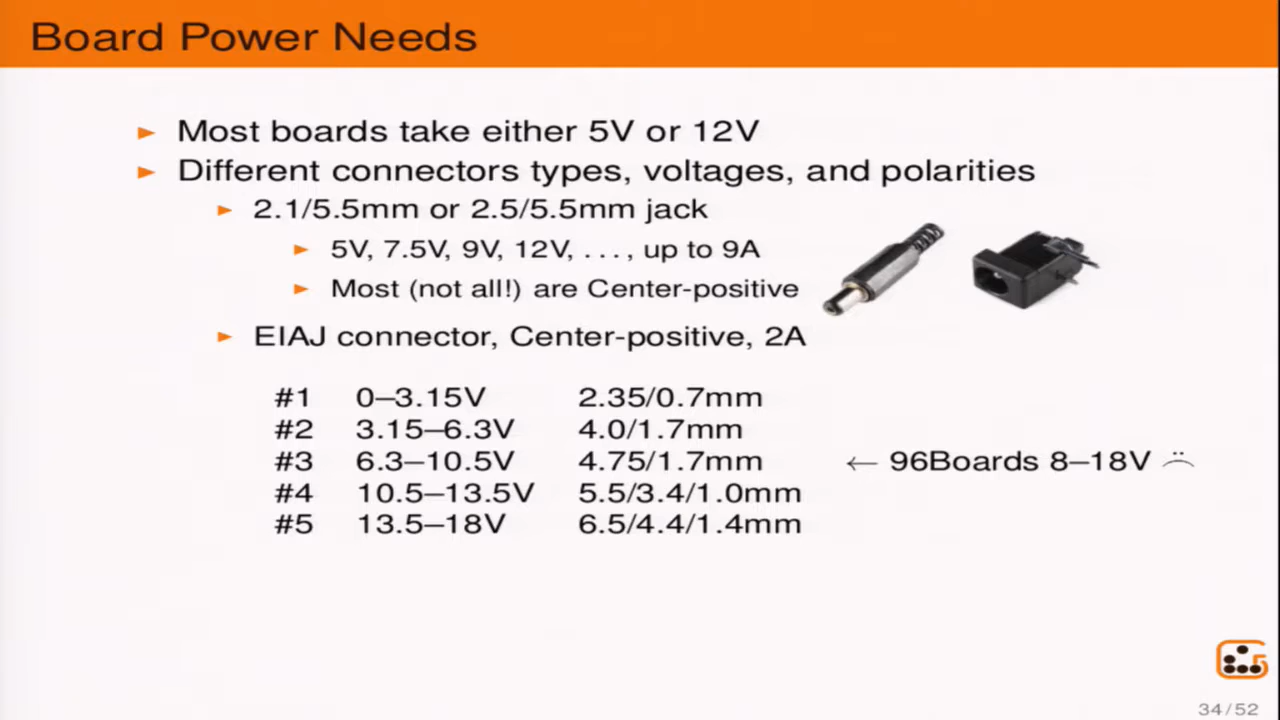 Board Power Needs
► Most boards take either 5V or 12V
► Different connectors types, voltages, and polarities
► 2.1/5.5mm or 2.5/5.5mm jack
► 5V, 7.5V, 9V, 12V, . . . , up to 9A
► Most (not all!) are Center-positive
► EIAJ connector, Center-positive, 2A
#1 0–3.15V 2.35/0.7mm
#2 3.15–6.3V 4.0/1.7mm
#3 6.3–10.5V 4.75/1.7mm ← 96Boards 8–18V ☹
#4 10.5–13.5V 5.5/3.4/1.0mm
#5 13.5–18V 6.5/4.4/1.4mm
34/52